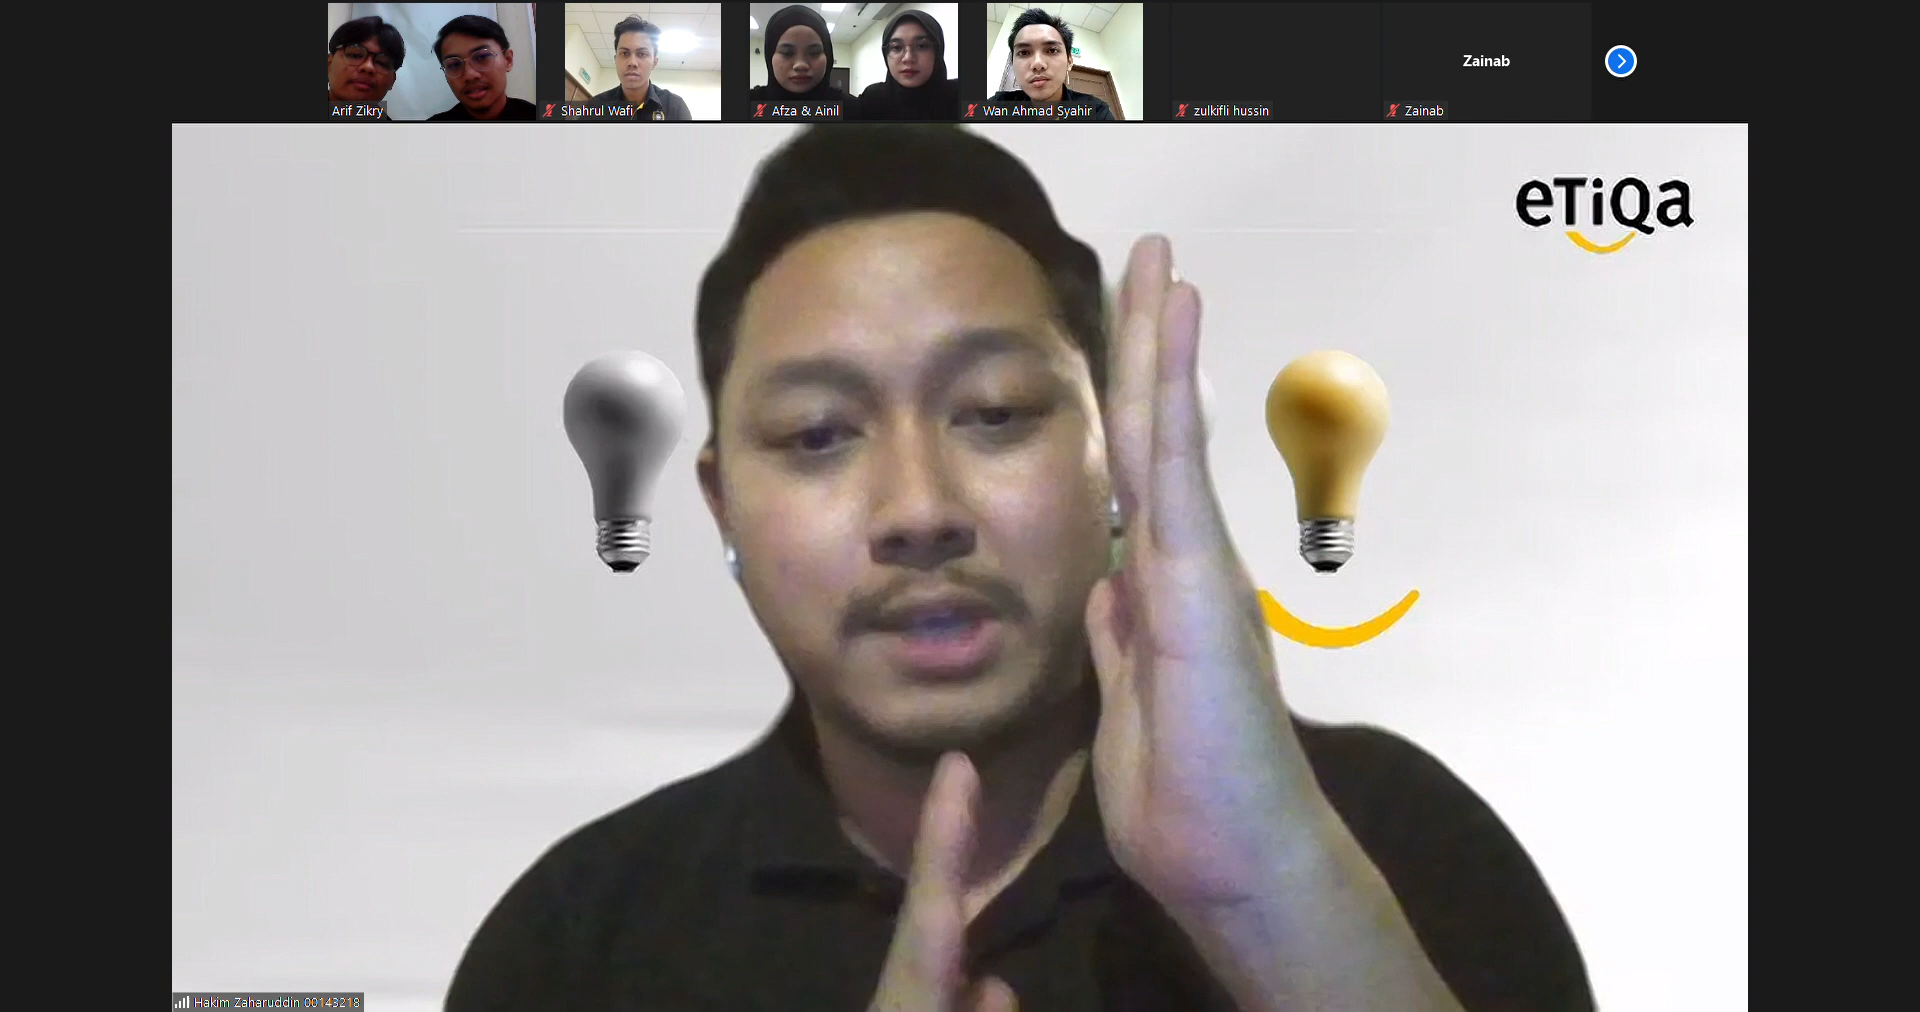 Arif Zikry
Shahrul Wafi
Afza & Ainil
Wan Ahmad Syahir
zulkifli hussin
Zainab
Zainab
eTiQa
Hakim Zaharuddin 00143218